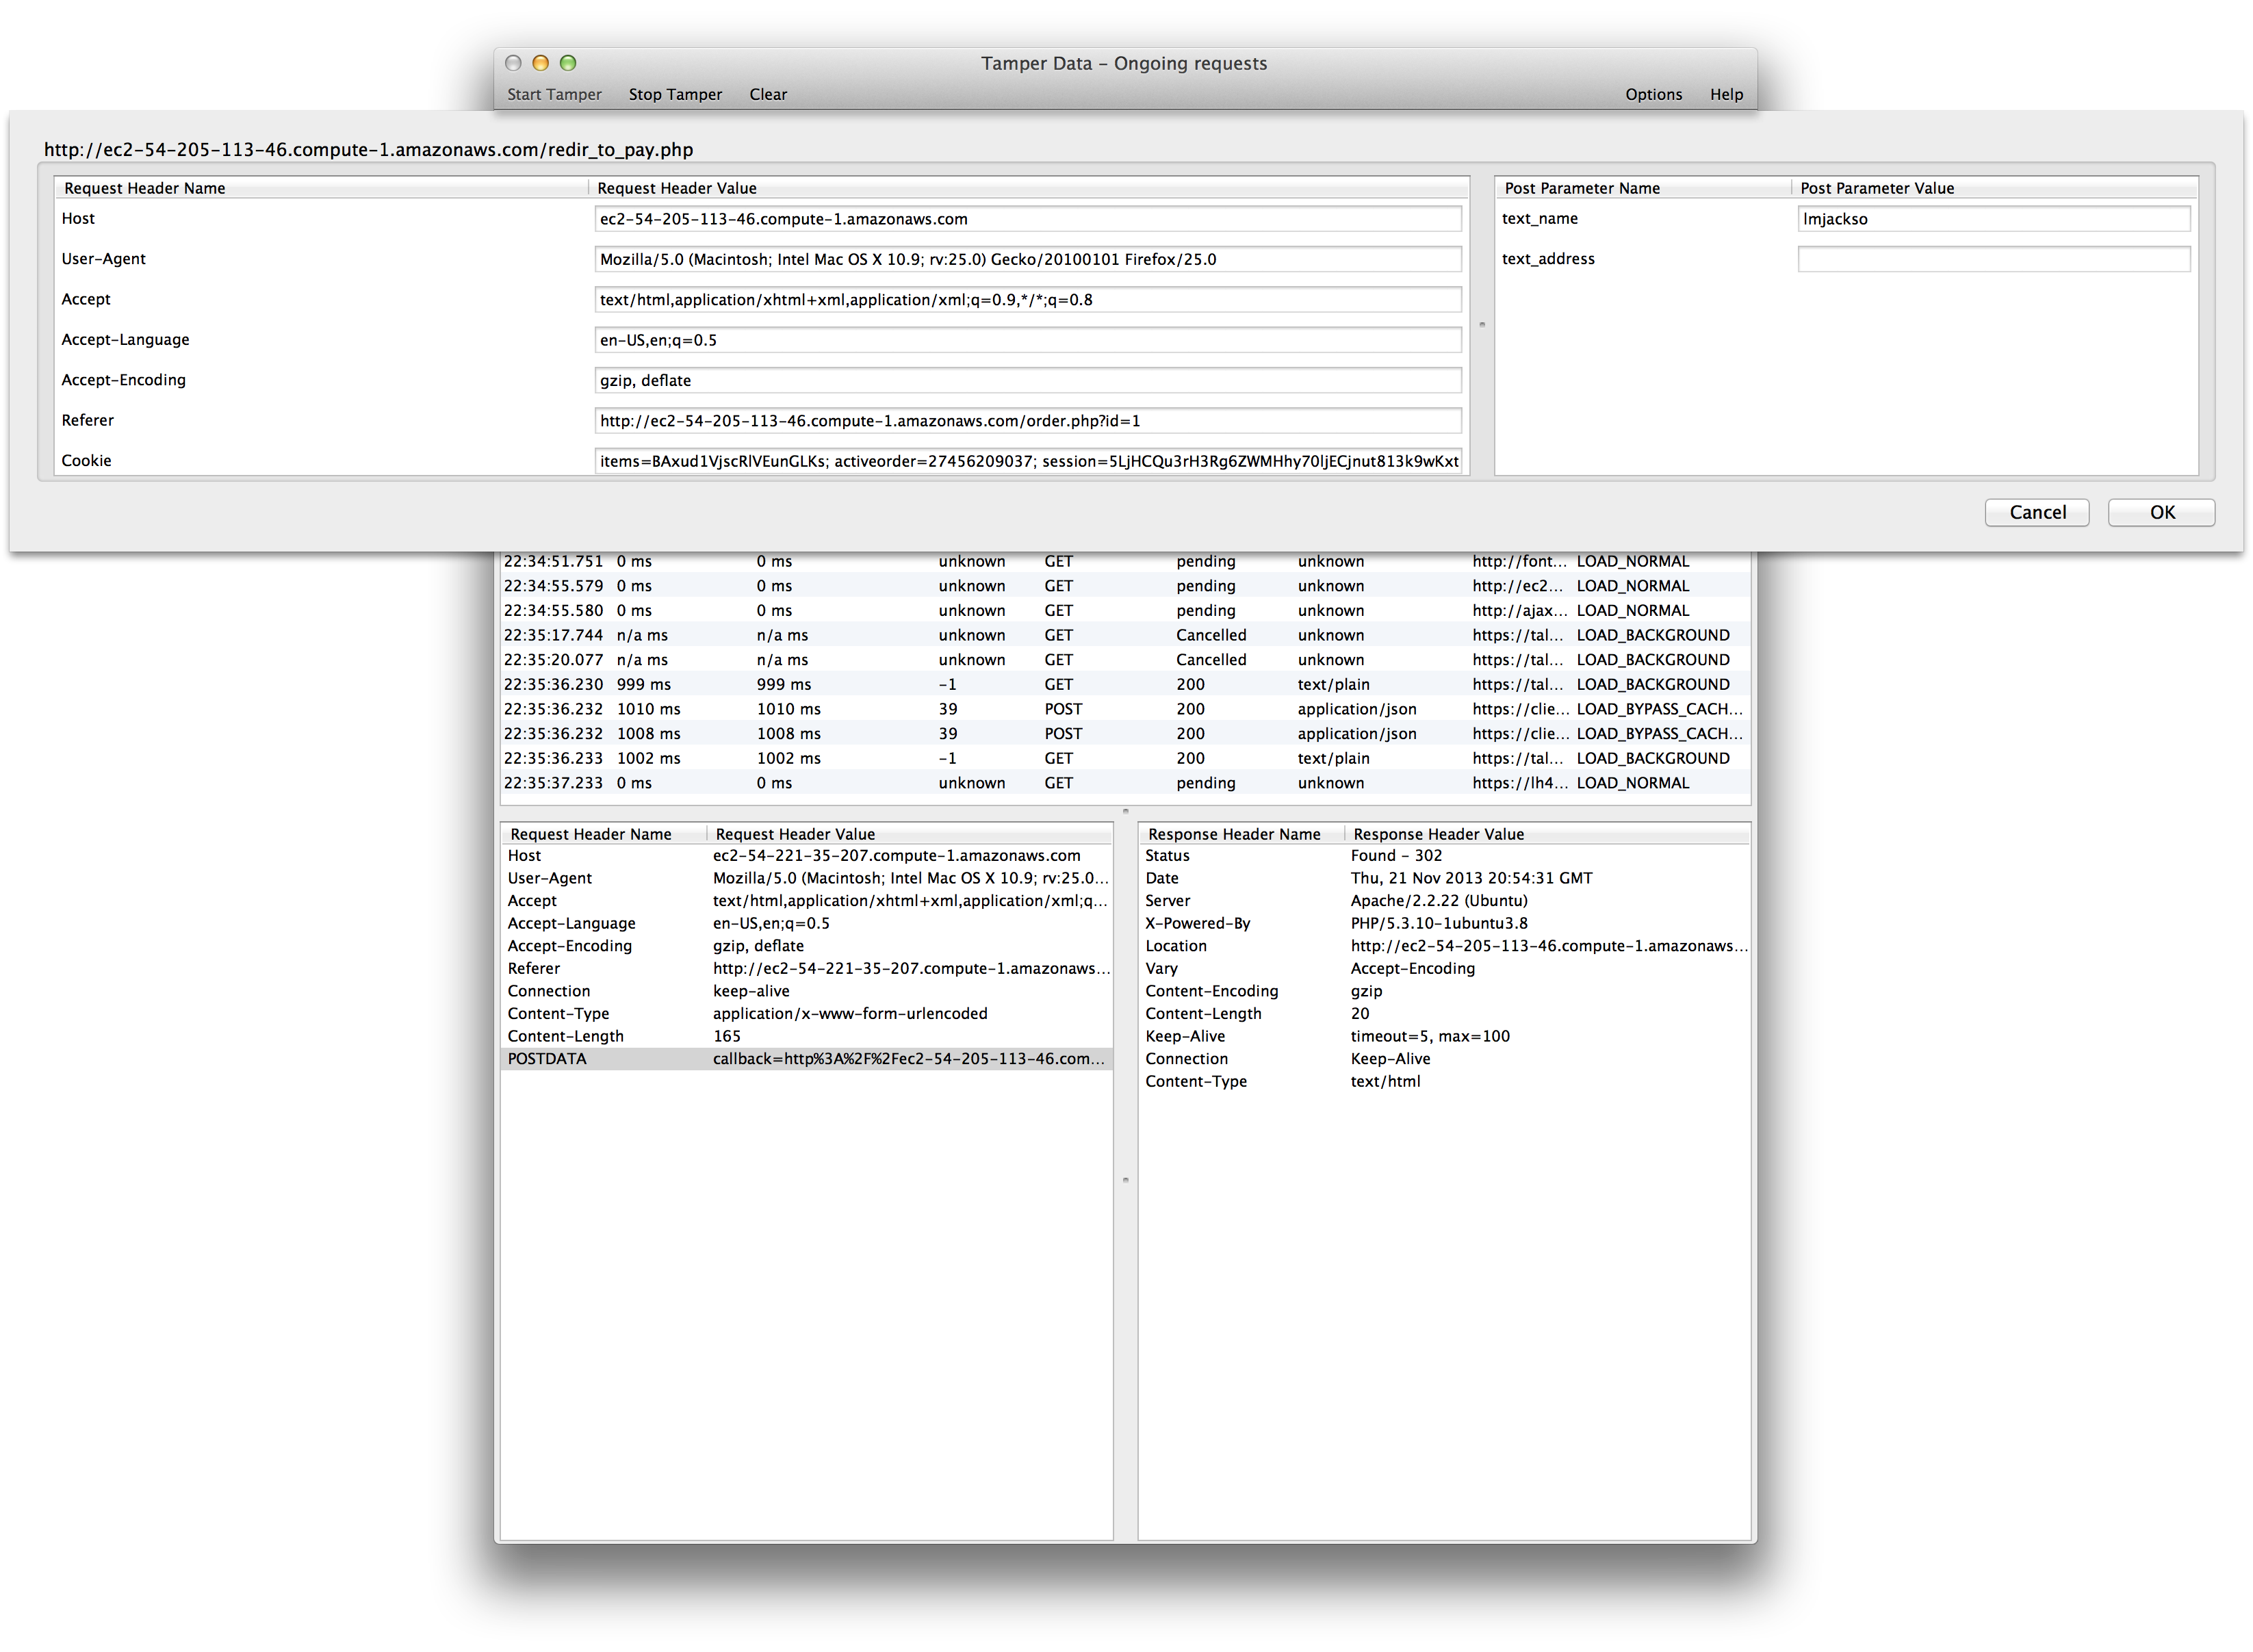 Tamper Data – Ongoing requests
Start Tamper Stop Tamper Clear Options Help
http://ec2-54-205-113-46.compute-1.amazonaws.com/redir_to_pay.php
Request Header Name Request Header Value Post Parameter Name Post Parameter Value
Host ec2-54-205-113-46.compute-1.amazonaws.com text_name lmjackso
User-Agent Mozilla/5.0 (Macintosh; Intel Mac OS X 10.9; rv:25.0) Gecko/20100101 Firefox/25.0 text_address
Accept text/html,application/xhtml+xml,application/xml;q=0.9,*/*;q=0.8
Accept-Language en-US,en;q=0.5
Accept-Encoding gzip, deflate
Referer http://ec2-54-205-113-46.compute-1.amazonaws.com/order.php?id=1
Cookie items=BAxud1VjscRlVEunGLKs; activeorder=27456209037; session=5LjHCQu3rH3Rg6ZWMHhy70ljECjnut813k9wKxt
Cancel OK
22:34:51.751 0 ms 0 ms unknown GET pending unknown http://font... LOAD_NORMAL
22:34:55.579 0 ms 0 ms unknown GET pending unknown http://ec2... LOAD_NORMAL
22:34:55.580 0 ms 0 ms unknown GET pending unknown http://ajax... LOAD_NORMAL
22:35:17.744 n/a ms n/a ms unknown GET Cancelled unknown https://tal... LOAD_BACKGROUND
22:35:20.077 n/a ms n/a ms unknown GET Cancelled unknown https://tal... LOAD_BACKGROUND
22:35:36.230 999 ms 999 ms -1 GET 200 text/plain https://tal... LOAD_BACKGROUND
22:35:36.232 1010 ms 1010 ms 39 POST 200 application/json https://clie... LOAD_BYPASS_CACH...
22:35:36.232 1008 ms 1008 ms 39 POST 200 application/json https://clie... LOAD_BYPASS_CACH...
22:35:36.233 1002 ms 1002 ms -1 GET 200 text/plain https://tal... LOAD_BACKGROUND
22:35:37.233 0 ms 0 ms unknown GET pending unknown https://lh4... LOAD_NORMAL
Request Header Name Request Header Value
Host ec2-54-221-35-207.compute-1.amazonaws.com
User-Agent Mozilla/5.0 (Macintosh; Intel Mac OS X 10.9; rv:25.0...
Accept text/html,application/xhtml+xml,application/xml;q...
Accept-Language en-US,en;q=0.5
Accept-Encoding gzip, deflate
Referer http://ec2-54-221-35-207.compute-1.amazonaws...
Connection keep-alive
Content-Type application/x-www-form-urlencoded
Content-Length 165
POSTDATA callback=http%3A%2F%2Fec2-54-205-113-46.com...
Response Header Name Response Header Value
Status Found - 302
Date Thu, 21 Nov 2013 20:54:31 GMT
Server Apache/2.2.22 (Ubuntu)
X-Powered-By PHP/5.3.10-1ubuntu3.8
Location http://ec2-54-205-113-46.compute-1.amazonaws...
Vary Accept-Encoding
Content-Encoding gzip
Content-Length 20
Keep-Alive timeout=5, max=100
Connection Keep-Alive
Content-Type text/html